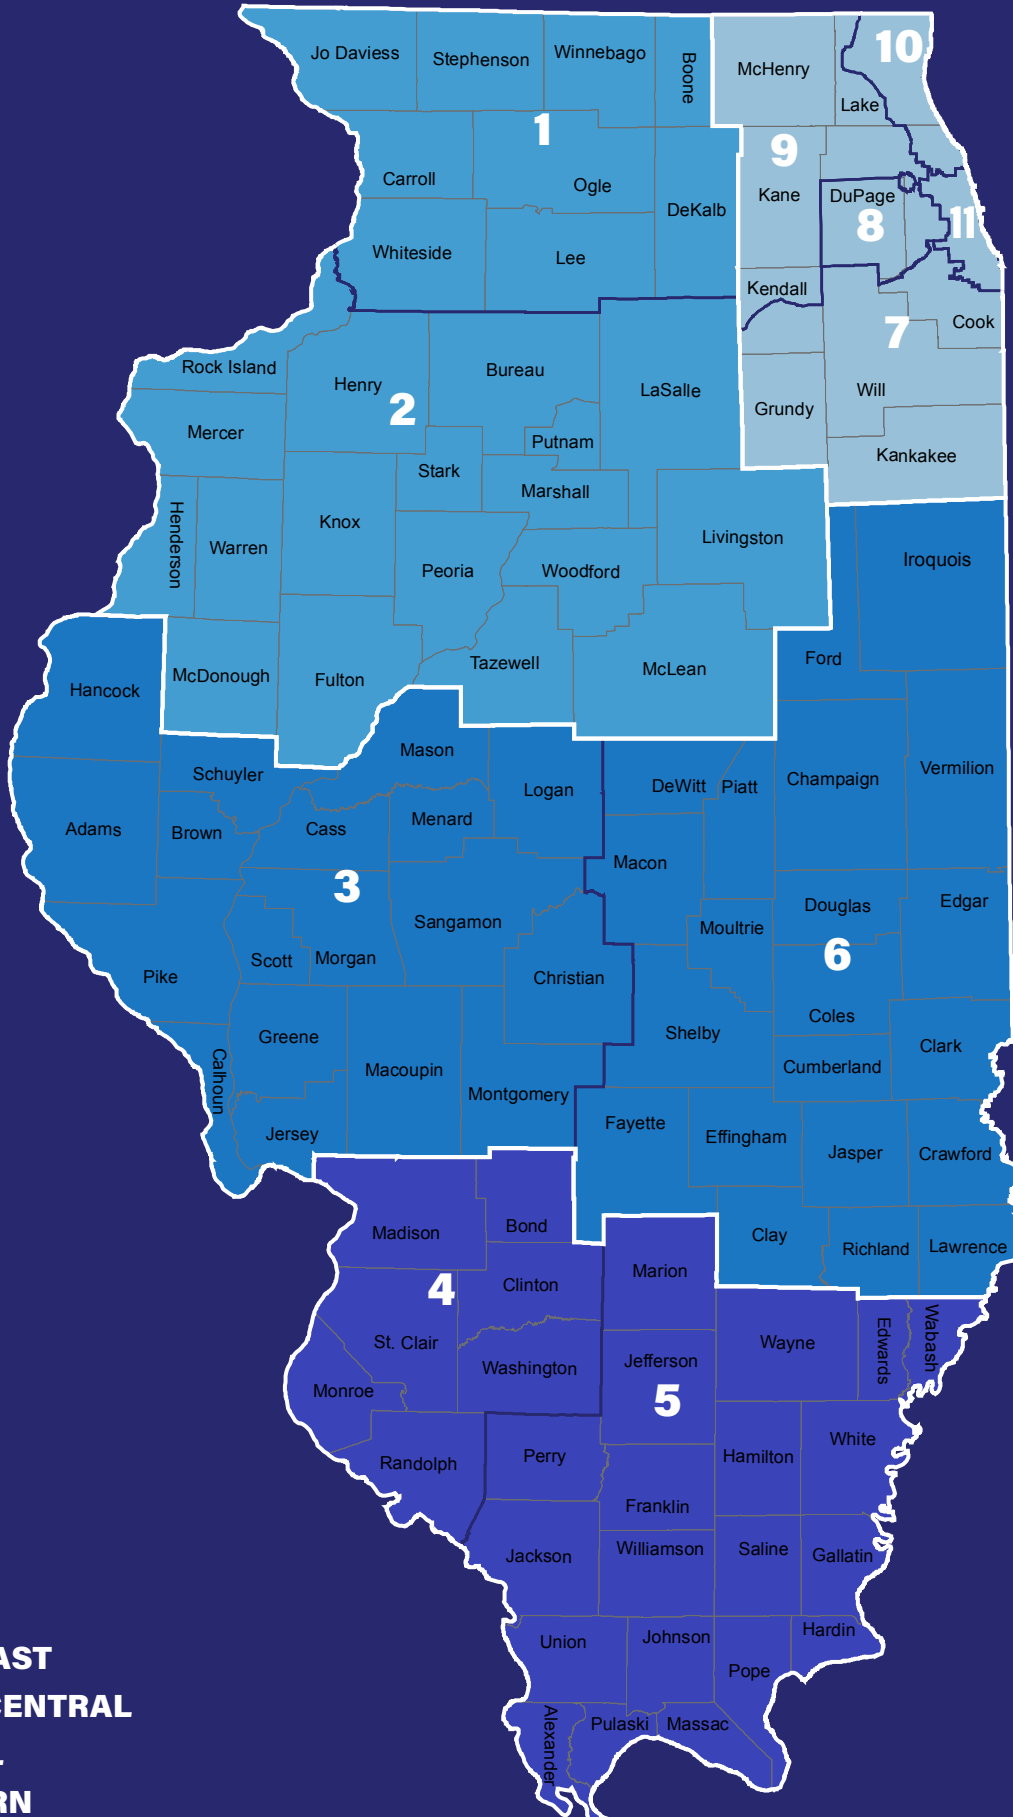 10
Jo Daviess
Stephenson
Winnebago
Boone
McHenry
Lake
1
9
Carroll
Ogle
DeKalb
Kane
DuPage
8
11
Whiteside
Lee
Kendall
7
Cook
Rock Island
Henry
2
Bureau
LaSalle
Grundy
Will
Mercer
Putnam
Kankakee
Stark
Marshall
Henderson
Warren
Knox
Peoria
Woodford
Livingston
Iroquois
McDonough
Fulton
Tazewell
McLean
Ford
Hancock
Mason
Schuyler
Logan
DeWitt
Piatt
Champaign
Vermilion
Adams
Brown
Cass
Menard
Macon
3
Sangamon
Moultrie
Douglas
Edgar
6
Pike
Scott
Morgan
Christian
Coles
Shelby
Greene
Calhoun
Macoupin
Montgomery
Cumberland
Clark
Jersey
Fayette
Effingham
Jasper
Crawford
Madison
Bond
Clay
Richland
Lawrence
4
Clinton
Marion
St. Clair
Washington
Jefferson
5
Wayne
Edwards
Wabash
Monroe
Randolph
Perry
Hamilton
White
Franklin
Jackson
Williamson
Saline
Gallatin
Union
Johnson
Hardin
Pope
Alexander
Pulaski
Massac
AST
CENTRAL
RN